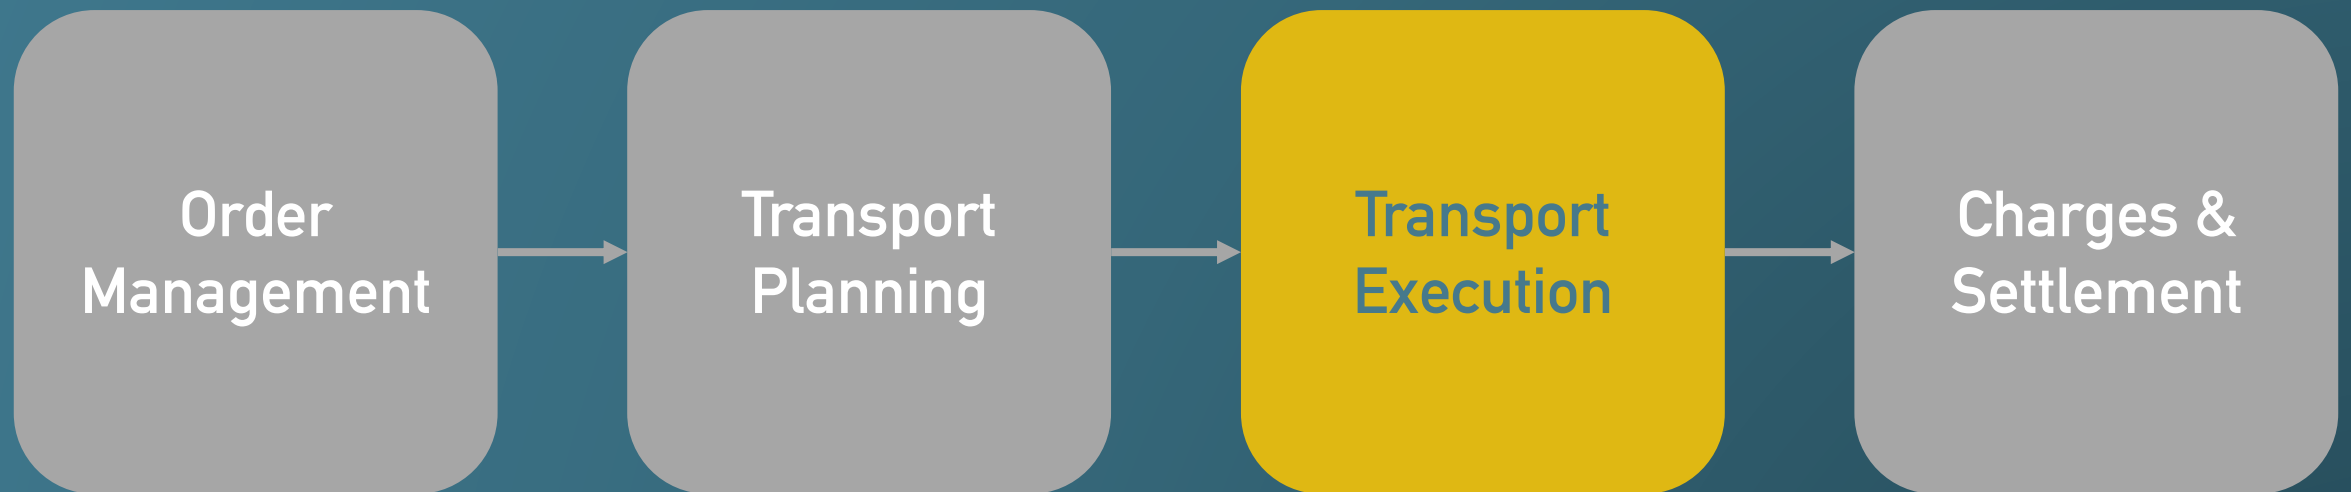 Order
Management
Transport
Planning
Transport
Execution
Charges &
Settlement